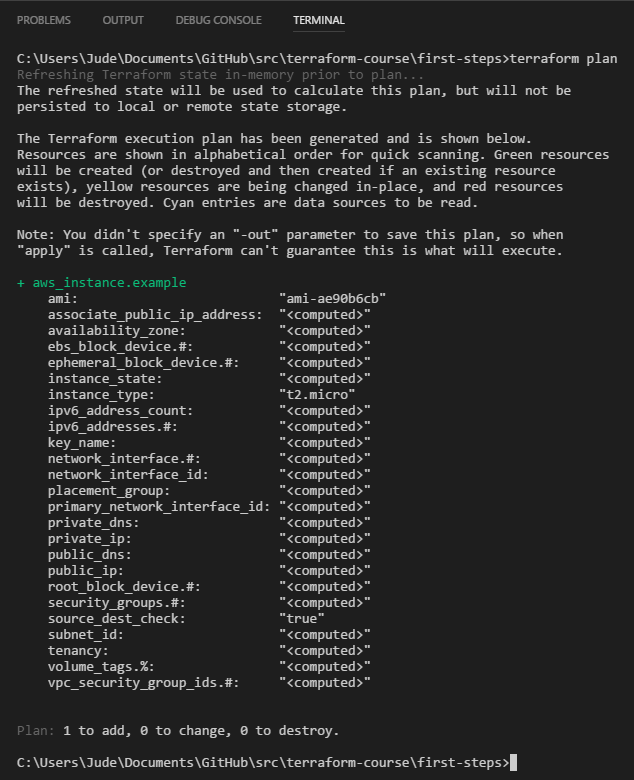 PROBLEMS OUTPUT DEBUG CONSOLE TERMINAL
C:\Users\Jude\Documents\GitHub\src\terraform-course\first-steps>terraform plan
Refreshing Terraform state in-memory prior to plan...
The refreshed state will be used to calculate this plan, but will not be
persisted to local or remote state storage.
The Terraform execution plan has been generated and is shown below.
Resources are shown in alphabetical order for quick scanning. Green resources
will be created (or destroyed and then created if an existing resource
exists), yellow resources are being changed in-place, and red resources
will be destroyed. Cyan entries are data sources to be read.
Note: You didn't specify an "-out" parameter to save this plan, so when
"apply" is called, Terraform can't guarantee this is what will execute.
+ aws_instance.example
ami: "ami-ae90b6cb"
associate_public_ip_address: "<computed>"
availability_zone: "<computed>"
ebs_block_device.#: "<computed>"
ephemeral_block_device.#: "<computed>"
instance_state: "<computed>"
instance_type: "t2.micro"
ipv6_address_count: "<computed>"
ipv6_addresses.#: "<computed>"
key_name: "<computed>"
network_interface.#: "<computed>"
network_interface_id: "<computed>"
placement_group: "<computed>"
primary_network_interface_id: "<computed>"
private_dns: "<computed>"
private_ip: "<computed>"
public_dns: "<computed>"
public_ip: "<computed>"
root_block_device.#: "<computed>"
security_groups.#: "<computed>"
source_dest_check: "true"
subnet_id: "<computed>"
tenancy: "<computed>"
volume_tags.%: "<computed>"
vpc_security_group_ids.#: "<computed>"
Plan: 1 to add, 0 to change, 0 to destroy.
C:\Users\Jude\Documents\GitHub\src\terraform-course\first-steps>